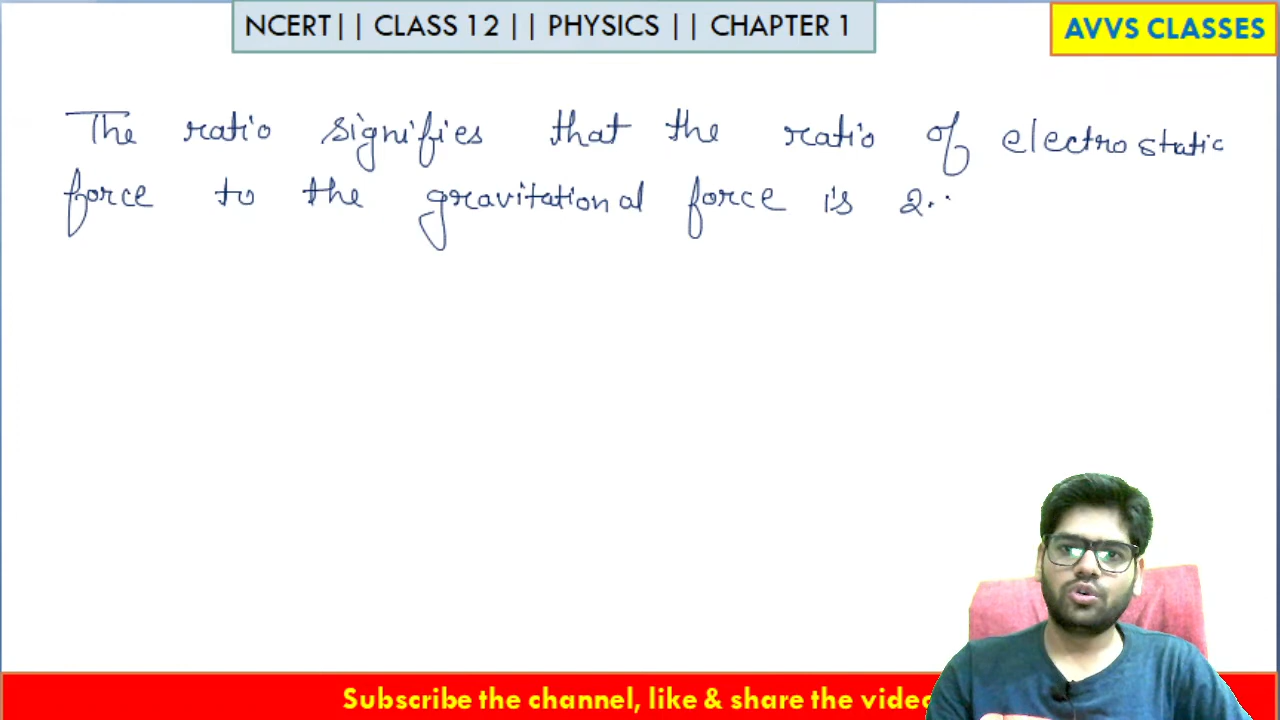 NCERT|| CLASS 12 || PHYSICS || CHAPTER 1
AVVS CLASSES
The ratio signifies that the ratio of electrostatic
force to the gravitational force is 2..
Subscribe the channel, like & share the video